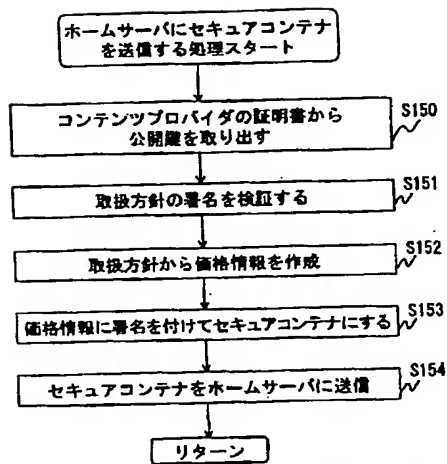 ホームサーバにセキュアコンテナ
を送信する処理スタート
S150
コンテンツプロバイダの証明書から
公開鍵を取り出す
S151
取扱方針の署名を検証する
S152
取扱方針から価格情報を作成
S153
価格情報に署名を付けてセキュアコンテナにする
S154
セキュアコンテナをホームサーバに送信
リターン